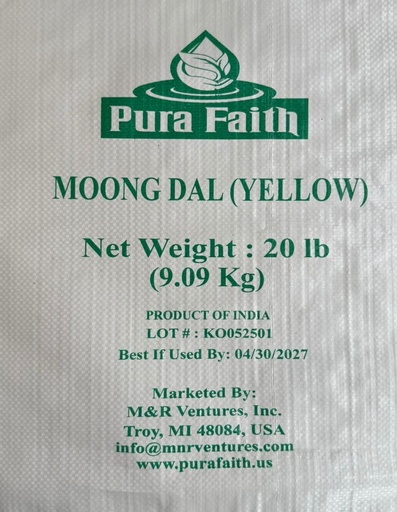 Pura Faith
MOONG DAL (YELLOW)
Net Weight : 20 lb
(9.09 Kg)
PRODUCT OF INDIA
LOT # : KO052501
Best If Used By: 04/30/2027
Marketed By:
M&R Ventures, Inc.
Troy, MI 48084, USA
info@mnrventures.com
www.purafaith.us